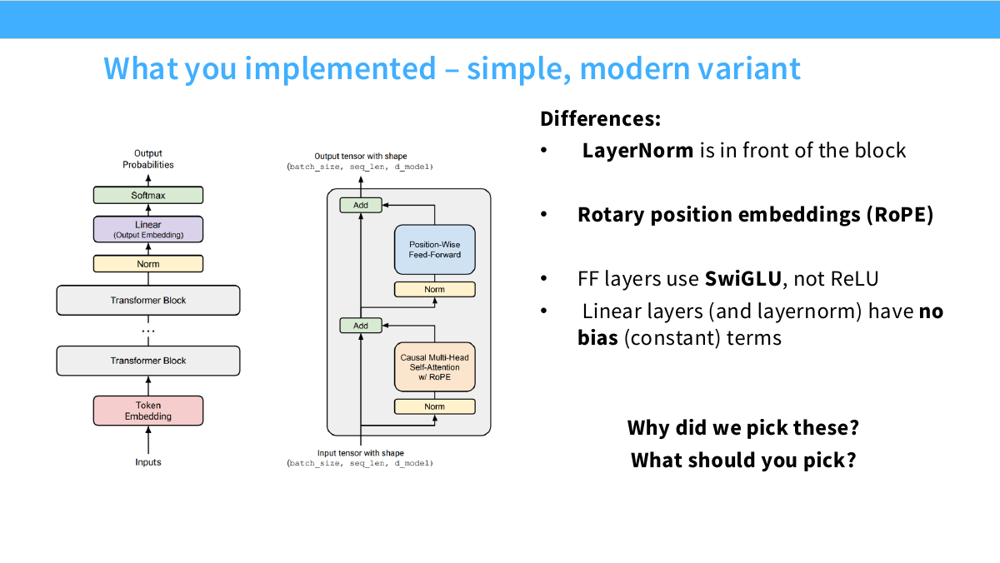 What you implemented – simple, modern variant
Output
Probabilities
Softmax
Linear
(Output Embedding)
Norm
Transformer Block
...
Transformer Block
Token
Embedding
Inputs
Output tensor with shape
(batch_size, seq_len, d_model)
Add
Position-Wise
Feed-Forward
Norm
Add
Causal Multi-Head
Self-Attention
w/ RoPE
Norm
Input tensor with shape
(batch_size, seq_len, d_model)
Differences:
• LayerNorm is in front of the block
• Rotary position embeddings (RoPE)
• FF layers use SwiGLU, not ReLU
• Linear layers (and layernorm) have no
bias (constant) terms
Why did we pick these?
What should you pick?